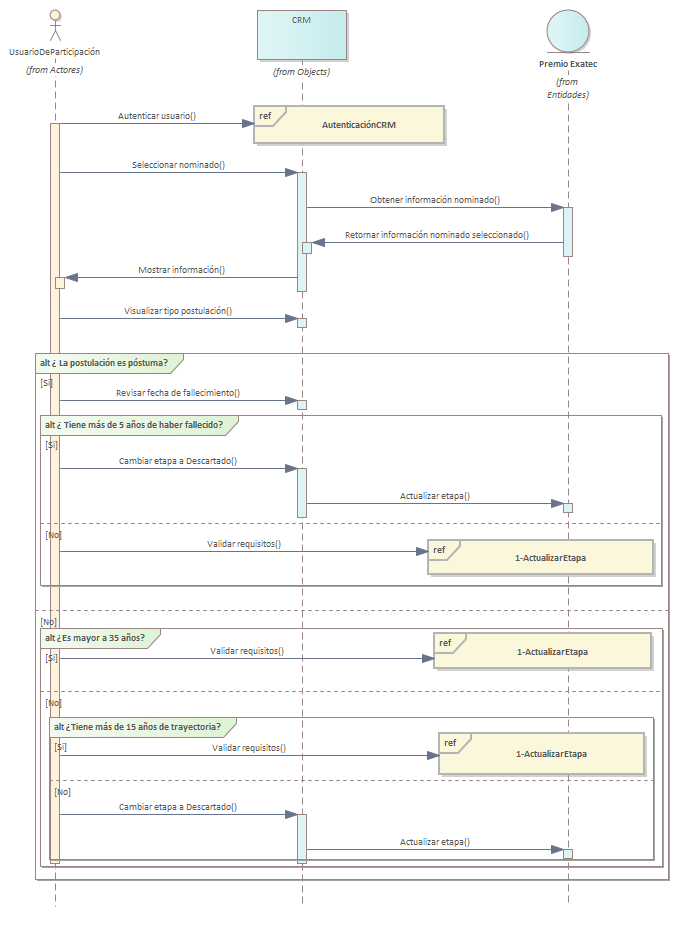 CRM
UsuarioDeParticipación
(from Actores)
(from Objects)
Premio Exatec
(from
Entidades)
Autenticar usuario()
ref
AutenticaciónCRM
Seleccionar nominado()
Obtener información nominado()
Retornar información nominado seleccionado()
Mostrar información()
Visualizar tipo postulación()
alt ¿ La postulación es póstuma?
[Si]
Revisar fecha de fallecimiento()
alt ¿ Tiene más de 5 años de haber fallecido?
[Si]
Cambiar etapa a Descartado()
Actualizar etapa()
[No]
Validar requisitos()
ref
1-ActualizarEtapa
[No]
alt ¿Es mayor a 35 años?
ref
1-ActualizarEtapa
[Si]
Validar requisitos()
[No]
alt ¿Tiene más de 15 años de trayectoria?
ref
1-ActualizarEtapa
[Si]
Validar requisitos()
[No]
Cambiar etapa a Descartado()
Actualizar etapa()